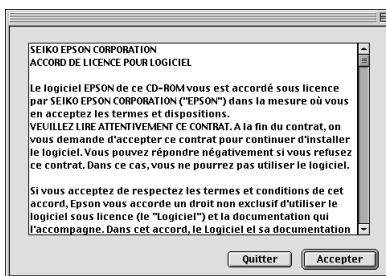 SEIKO EPSON CORPORATION
ACCORD DE LICENCE POUR LOGICIEL
Le logiciel EPSON de ce CD-ROM vous est accordé sous licence
par SEIKO EPSON CORPORATION ("EPSON") dans la mesure où vous
en acceptez les termes et dispositions.
VEUILLEZ LIRE ATTENTIVEMENT CE CONTRAT. A la fin du contrat, on
vous demande d'accepter ce contrat pour continuer d'installer
le logiciel. Vous pouvez répondre négativement si vous refusez
ce contrat. Dans ce cas, vous ne pourrez pas utiliser le logiciel.
Si vous acceptez de respectez les termes et conditions de cet
accord, Epson vous accorde un droit non exclusif d'utiliser le
logiciel sous licence (le "Logiciel") et la documentation qui
l'accompagne. Dans cet accord, le Logiciel el sa documentation
Quitter
Accepter